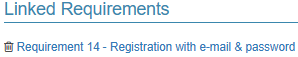 Linked Requirements
Requirement 14 - Registration with e-mail & password